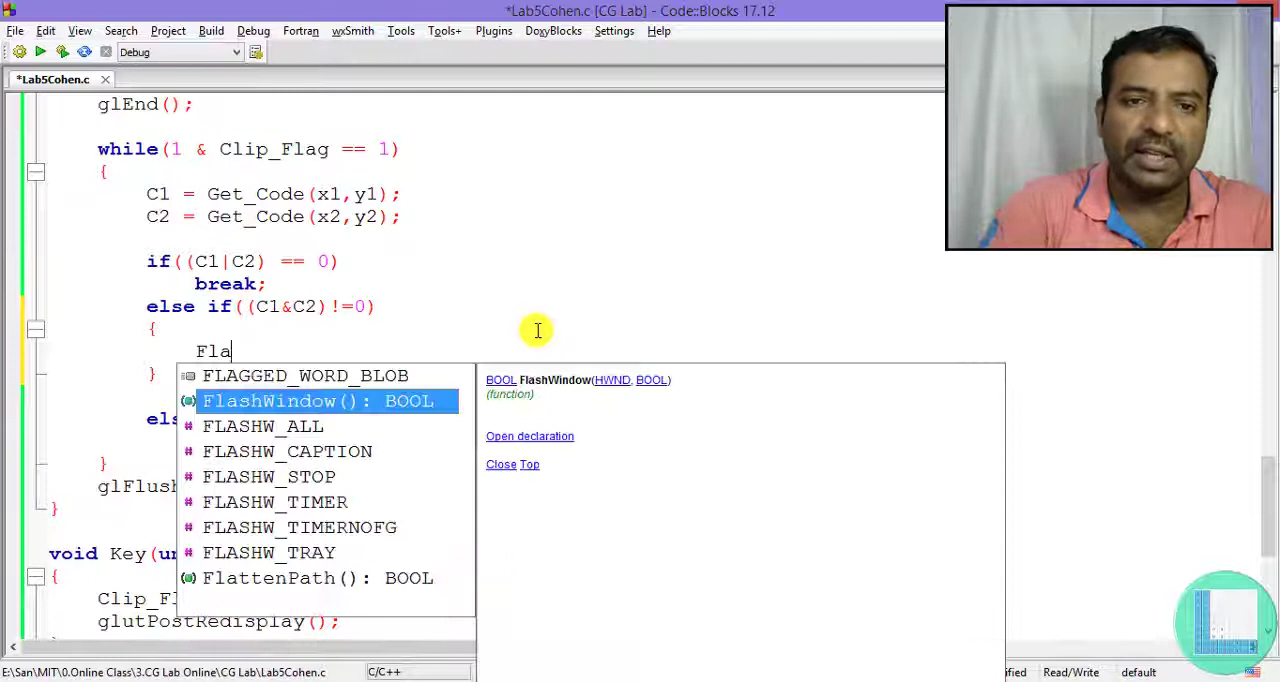 *Lab5Cohen.c [CG Lab] - Code::Blocks 17.12
File Edit View Search Project Build Debug Fortran wxSmith Tools Tools+ Plugins DoxyBlocks Settings Help
Debug
*Lab5Cohen.c
glEnd();
while(1 & Clip_Flag == 1)
{
C1 = Get_Code(x1,y1);
C2 = Get_Code(x2,y2);
if((C1|C2) == 0)
break;
else if((C1&C2)!=0)
{
Fla
}
els
}
glFlush
}
void Key(un
{
Clip_Fl
glutPostRedisplay();
FLAGGED_WORD_BLOB
FlashWindow(): BOOL
FLASHW_ALL
FLASHW_CAPTION
FLASHW_STOP
FLASHW_TIMER
FLASHW_TIMERNOFG
FLASHW_TRAY
FlattenPath(): BOOL
BOOL FlashWindow(HWND, BOOL)
(function)
Open declaration
Close Top
E:\San\MIT\0.Online Class\3.CG Lab Online\CG Lab\Lab5Cohen.c C/C++ ified Read/Write default